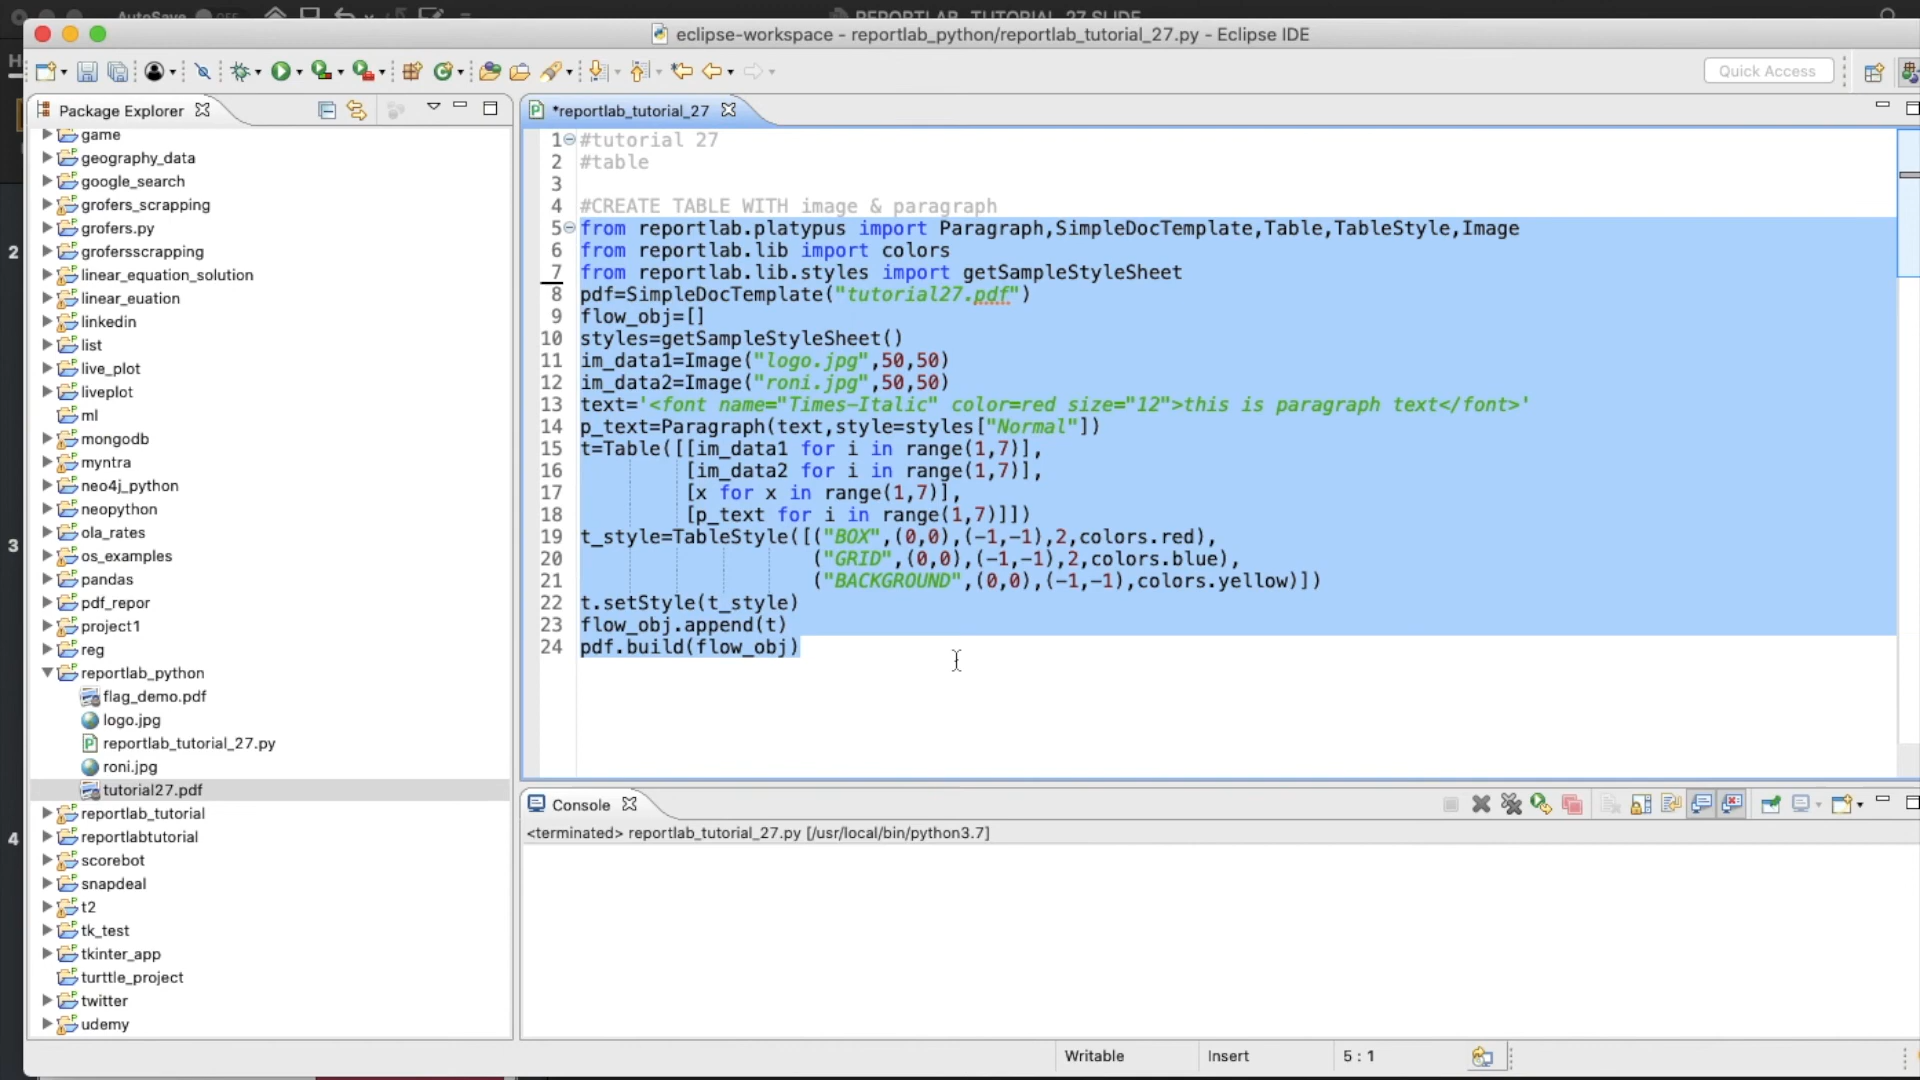 AutoSave OFF
REPORTLAB_TUTORIAL_27 SLIDE
eclipse-workspace - reportlab_python/reportlab_tutorial_27.py - Eclipse IDE
Quick Access
Package Explorer
*reportlab_tutorial_27
game
geography_data
google_search
grofers_scrapping
grofers.py
grofersscrapping
linear_equation_solution
linear_euation
linkedin
list
live_plot
liveplot
ml
mongodb
myntra
neo4j_python
neopython
ola_rates
os_examples
pandas
pdf_repor
project1
reg
reportlab_python
flag_demo.pdf
logo.jpg
reportlab_tutorial_27.py
roni.jpg
tutorial27.pdf
reportlab_tutorial
reportlabtutorial
scorebot
snapdeal
t2
tk_test
tkinter_app
turttle_project
twitter
udemy
2
3
4
1 #tutorial 27
2 #table
3
4 #CREATE TABLE WITH image & paragraph
5 from reportlab.platypus import Paragraph,SimpleDocTemplate,Table,TableStyle,Image
6 from reportlab.lib import colors
7 from reportlab.lib.styles import getSampleStyleSheet
8 pdf=SimpleDocTemplate("tutorial27.pdf")
9 flow_obj=[]
10 styles=getSampleStyleSheet()
11 im_data1=Image("logo.jpg",50,50)
12 im_data2=Image("roni.jpg",50,50)
13 text='<font name="Times-Italic" color=red size="12">this is paragraph text</font>'
14 p_text=Paragraph(text,style=styles["Normal"])
15 t=Table([[im_data1 for i in range(1,7)],
16 [im_data2 for i in range(1,7)],
17 [x for x in range(1,7)],
18 [p_text for i in range(1,7)]])
19 t_style=TableStyle([("BOX",(0,0),(-1,-1),2,colors.red),
20 ("GRID",(0,0),(-1,-1),2,colors.blue),
21 ("BACKGROUND",(0,0),(-1,-1),colors.yellow)])
22 t.setStyle(t_style)
23 flow_obj.append(t)
24 pdf.build(flow_obj)
Console
<terminated> reportlab_tutorial_27.py [/usr/local/bin/python3.7]
Writable
Insert
5 : 1